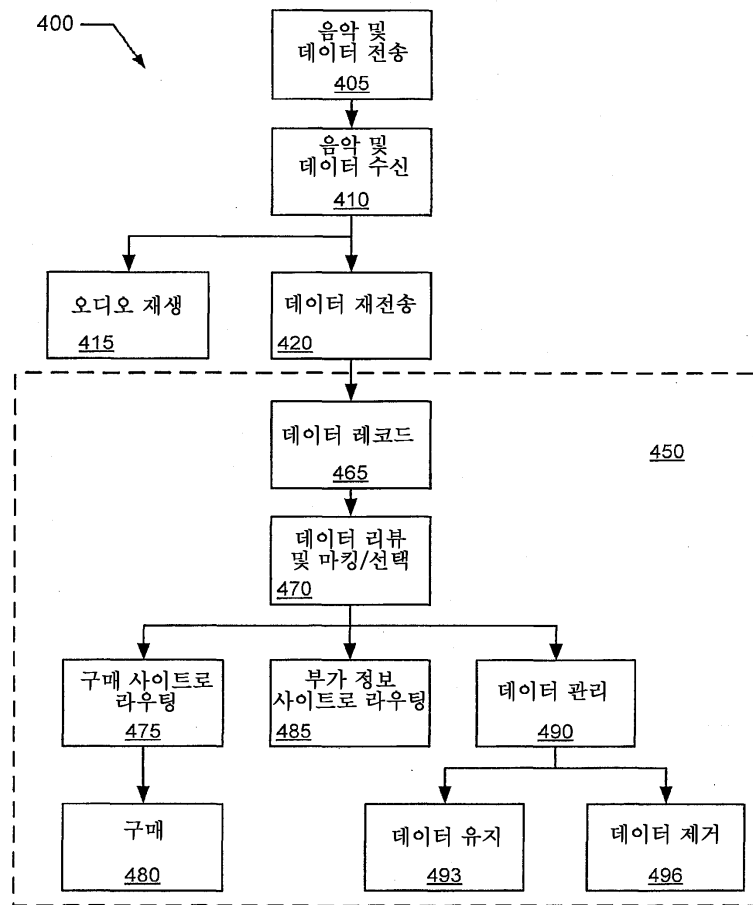 400
음악 및
데이터 전송
405
음악 및
데이터 수신
410
오디오 재생
415
데이터 재전송
420
데이터 레코드
465
450
데이터 리뷰
및 마킹/선택
470
구매 사이트로
라우팅
475
부가 정보
사이트로 라우팅
485
데이터 관리
490
구매
480
데이터 유지
493
데이터 제거
496